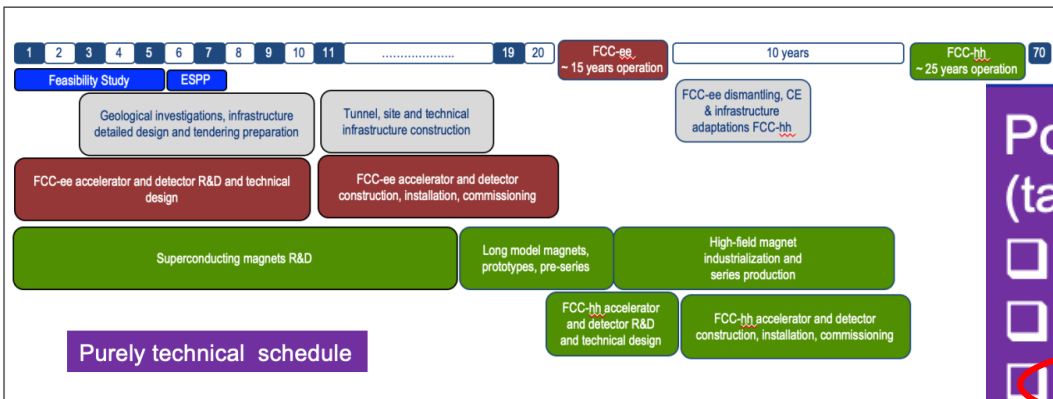 1 2 3 4 5 6 7 8 9 10 11 ..................... 19 20 FCC-ee 10 years FCC-hh 70
~ 15 years operation ~ 25 years operation
Feasibility Study ESPP
Geological investigations, infrastructure
detailed design and tendering preparation
Tunnel, site and technical
infrastructure construction
FCC-ee dismantling, CE
& infrastructure
adaptations FCC-hh
FCC-ee accelerator and detector R&D and technical
design
FCC-ee accelerator and detector
construction, installation, commissioning
Superconducting magnets R&D
Long model magnets,
prototypes, pre-series
High-field magnet
industrialization and
series production
FCC-hh accelerator
and detector R&D
and technical design
FCC-hh accelerator and detector
construction, installation, commissioning
Purely technical schedule
Po
(ta